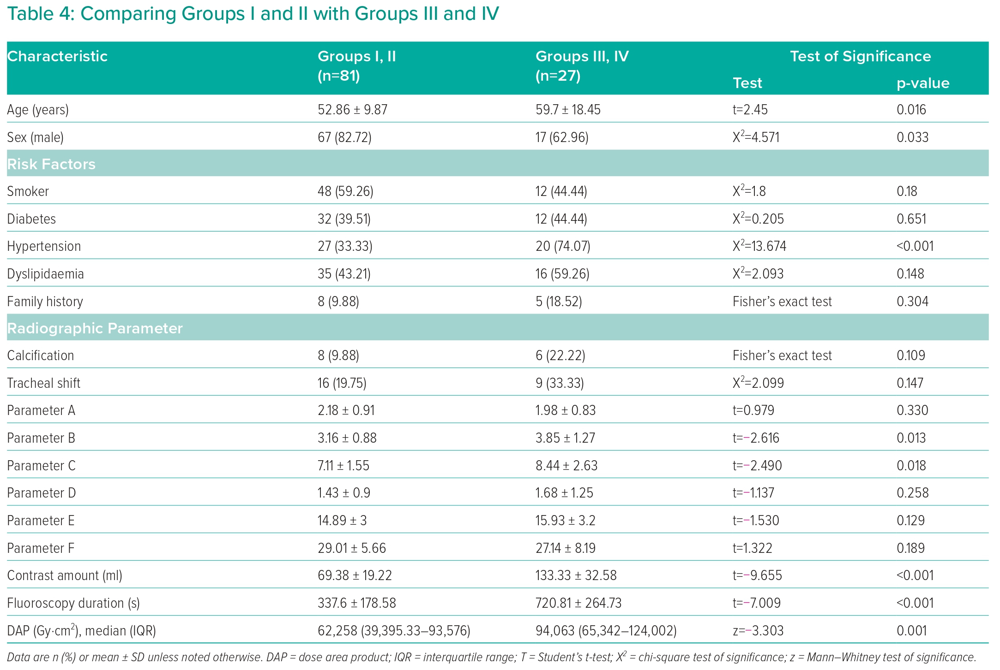 Table 4: Comparing Groups I and II with Groups III and IV
Characteristic Groups I, II Groups III, IV Test of Significance
(n=81) (n=27) Test p-value
Age (years) 52.86 ± 9.87 59.7 ± 18.45 t=2.45 0.016
Sex (male) 67 (82.72) 17 (62.96) X²=4.571 0.033
Risk Factors
Smoker 48 (59.26) 12 (44.44) X²=1.8 0.18
Diabetes 32 (39.51) 12 (44.44) X²=0.205 0.651
Hypertension 27 (33.33) 20 (74.07) X²=13.674 <0.001
Dyslipidaemia 35 (43.21) 16 (59.26) X²=2.093 0.148
Family history 8 (9.88) 5 (18.52) Fisher’s exact test 0.304
Radiographic Parameter
Calcification 8 (9.88) 6 (22.22) Fisher’s exact test 0.109
Tracheal shift 16 (19.75) 9 (33.33) X²=2.099 0.147
Parameter A 2.18 ± 0.91 1.98 ± 0.83 t=0.979 0.330
Parameter B 3.16 ± 0.88 3.85 ± 1.27 t=−2.616 0.013
Parameter C 7.11 ± 1.55 8.44 ± 2.63 t=−2.490 0.018
Parameter D 1.43 ± 0.9 1.68 ± 1.25 t=−1.137 0.258
Parameter E 14.89 ± 3 15.93 ± 3.2 t=−1.530 0.129
Parameter F 29.01 ± 5.66 27.14 ± 8.19 t=1.322 0.189
Contrast amount (ml) 69.38 ± 19.22 133.33 ± 32.58 t=−9.655 <0.001
Fluoroscopy duration (s) 337.6 ± 178.58 720.81 ± 264.73 t=−7.009 <0.001
DAP (Gy·cm²), median (IQR) 62,258 (39,395.33–93,576) 94,063 (65,342–124,002) z=−3.303 0.001
Data are n (%) or mean ± SD unless noted otherwise. DAP = dose area product; IQR = interquartile range; T = Student’s t-test; X² = chi-square test of significance; z = Mann–Whitney test of significance.